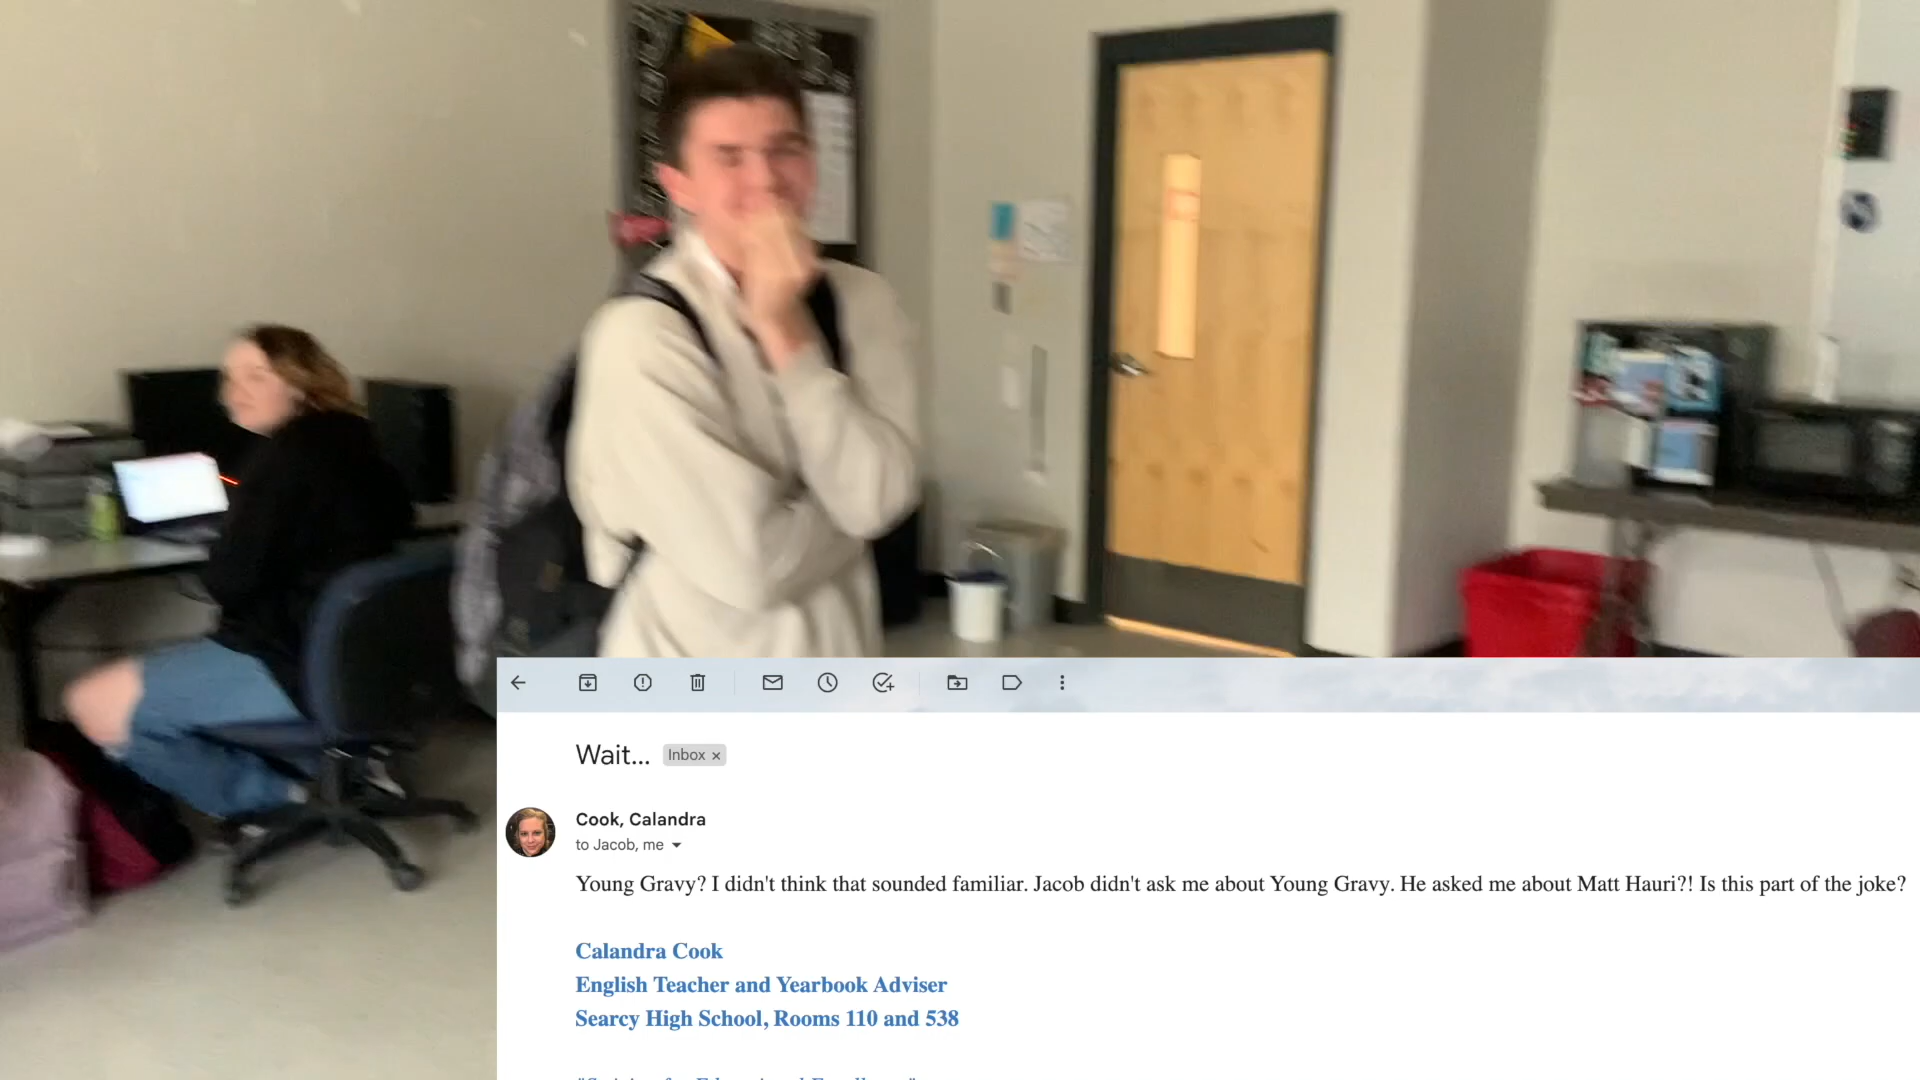 Wait... Inbox ×
Cook, Calandra
to Jacob, me
Young Gravy? I didn't think that sounded familiar. Jacob didn't ask me about Young Gravy. He asked me about Matt Hauri?! Is this part of the joke?
Calandra Cook
English Teacher and Yearbook Adviser
Searcy High School, Rooms 110 and 538